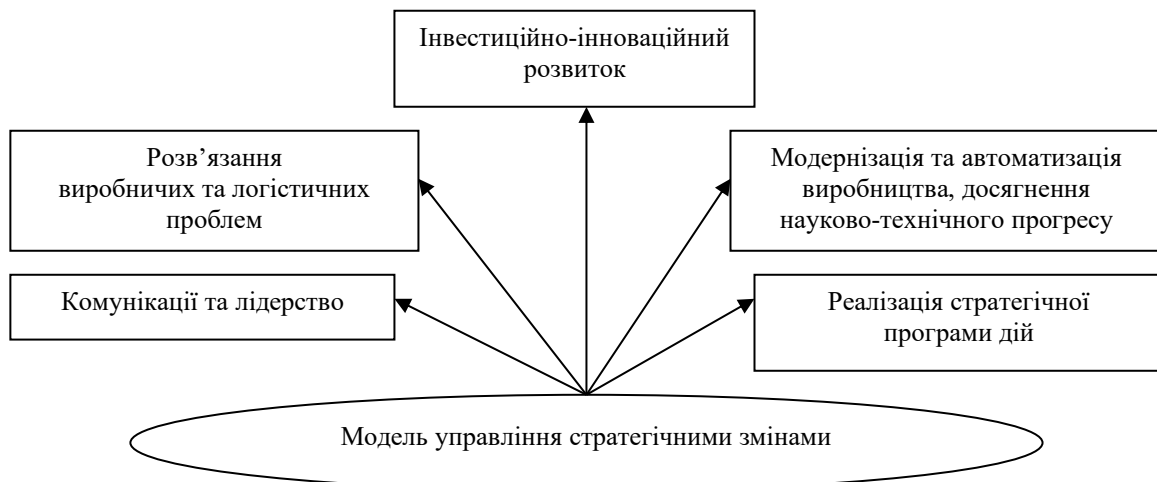 Інвестиційно-інноваційний
розвиток
Розв’язання
виробничих та логістичних
проблем
Модернізація та автоматизація
виробництва, досягнення
науково-технічного прогресу
Комунікації та лідерство
Реалізація стратегічної
програми дій
Модель управління стратегічними змінами